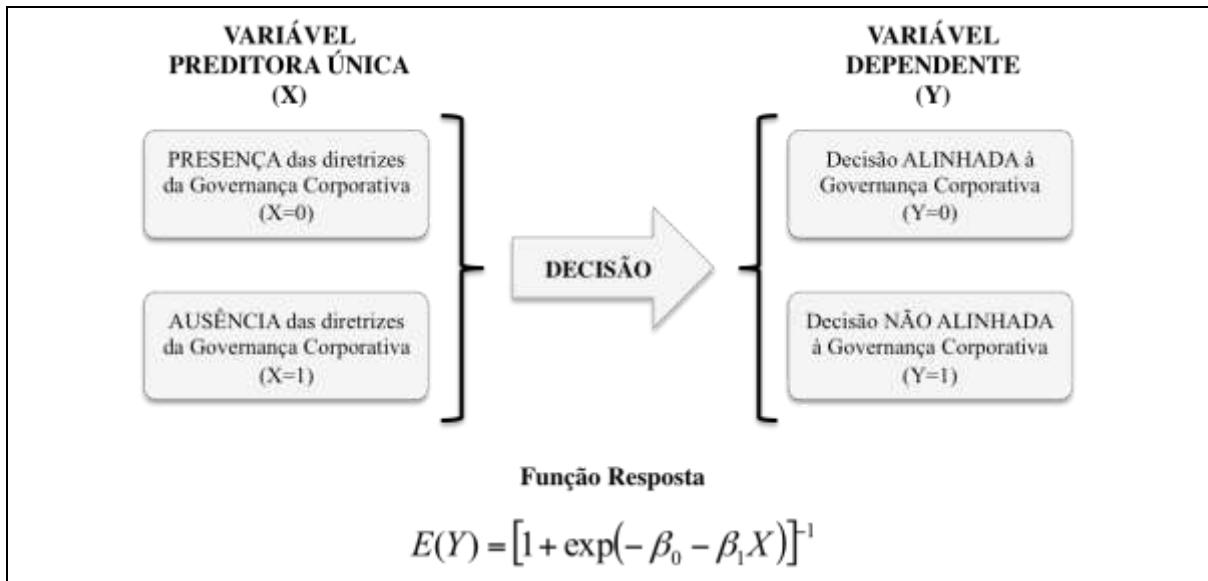 VARIÁVEL
PREDITORA ÚNICA
(X)
PRESENÇA das diretrizes
da Governança Corporativa
(X=0)
AUSÊNCIA das diretrizes
da Governança Corporativa
(X=1)
DECISÃO
VARIÁVEL
DEPENDENTE
(Y)
Decisão ALINHADA à
Governança Corporativa
(Y=0)
Decisão NÃO ALINHADA
à Governança Corporativa
(Y=1)
Função Resposta
E(Y) = [1 + exp(− β₀ − β₁X)]⁻¹